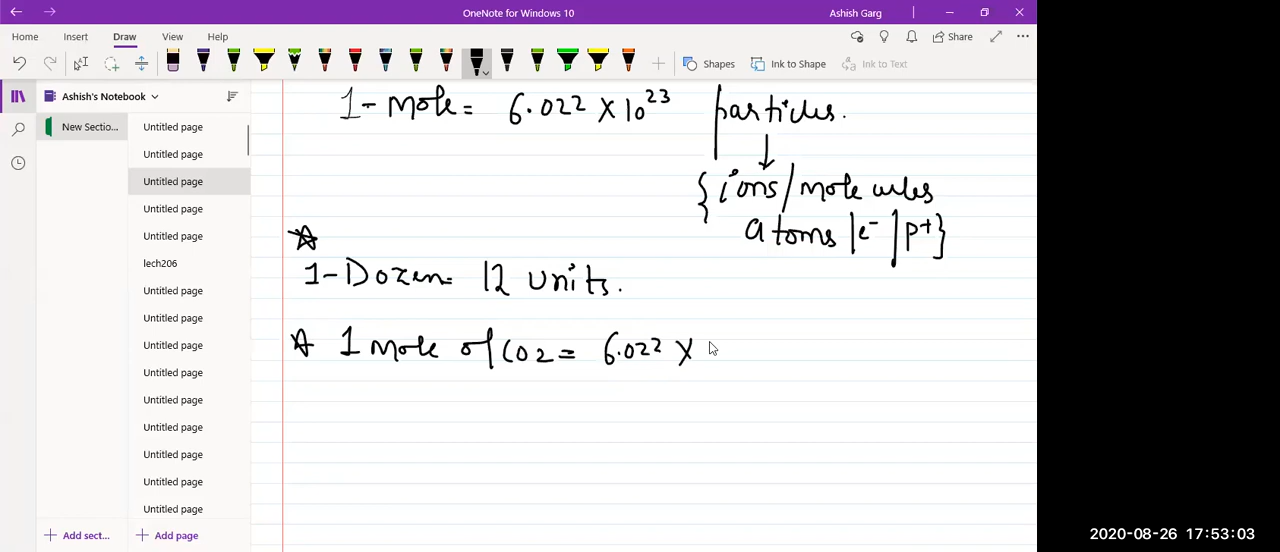 OneNote for Windows 10
Ashish Garg
Home Insert Draw View Help
Share
Shapes Ink to Shape Ink to Text
Ashish's Notebook
New Sectio...
Untitled page
Untitled page
Untitled page
Untitled page
Untitled page
lech206
Untitled page
Untitled page
Untitled page
Untitled page
Untitled page
Untitled page
Untitled page
Untitled page
Untitled page
Add sect...
Add page
1-mole = 6.022 X 10²³ particles.
{ions/molecules
atoms |e⁻ |p+}
1-Dozen= 12 units.
1 mole of CO2 = 6.022 X
2020-08-26 17:53:03